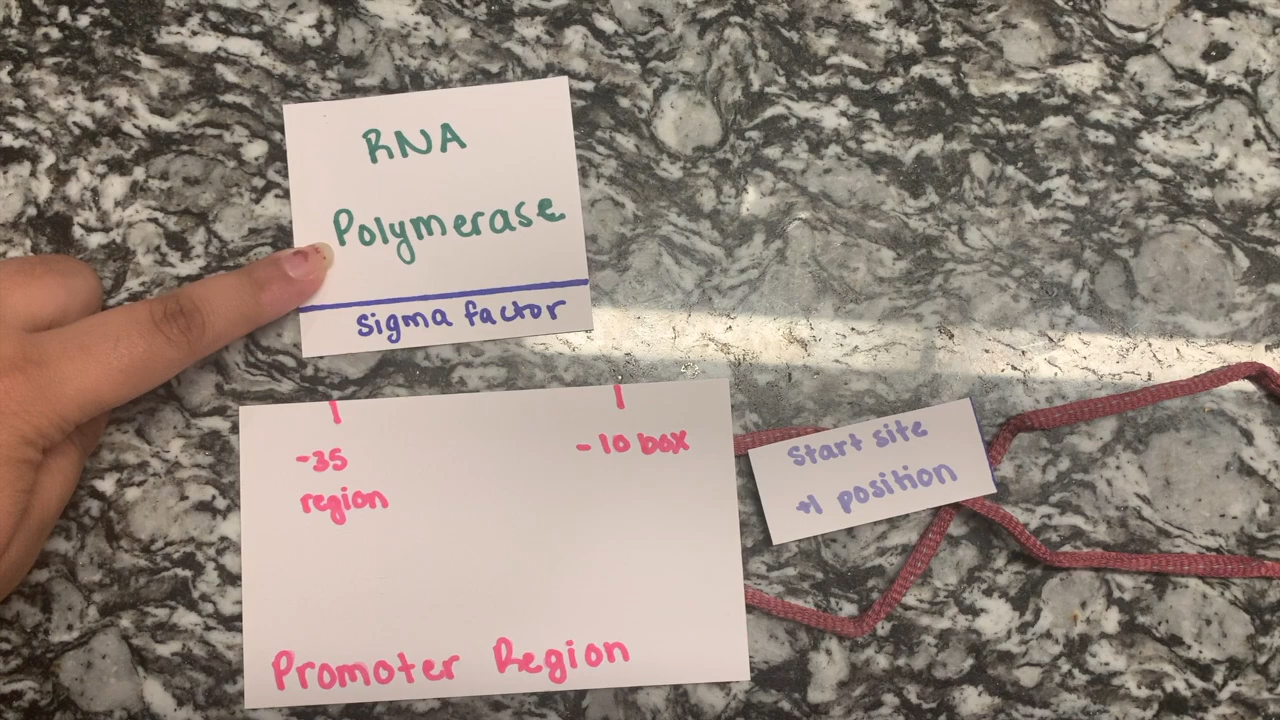 RNA
Polymerase
sigma factor
-35
region
-10 box
Start site
+1 position
Promoter Region